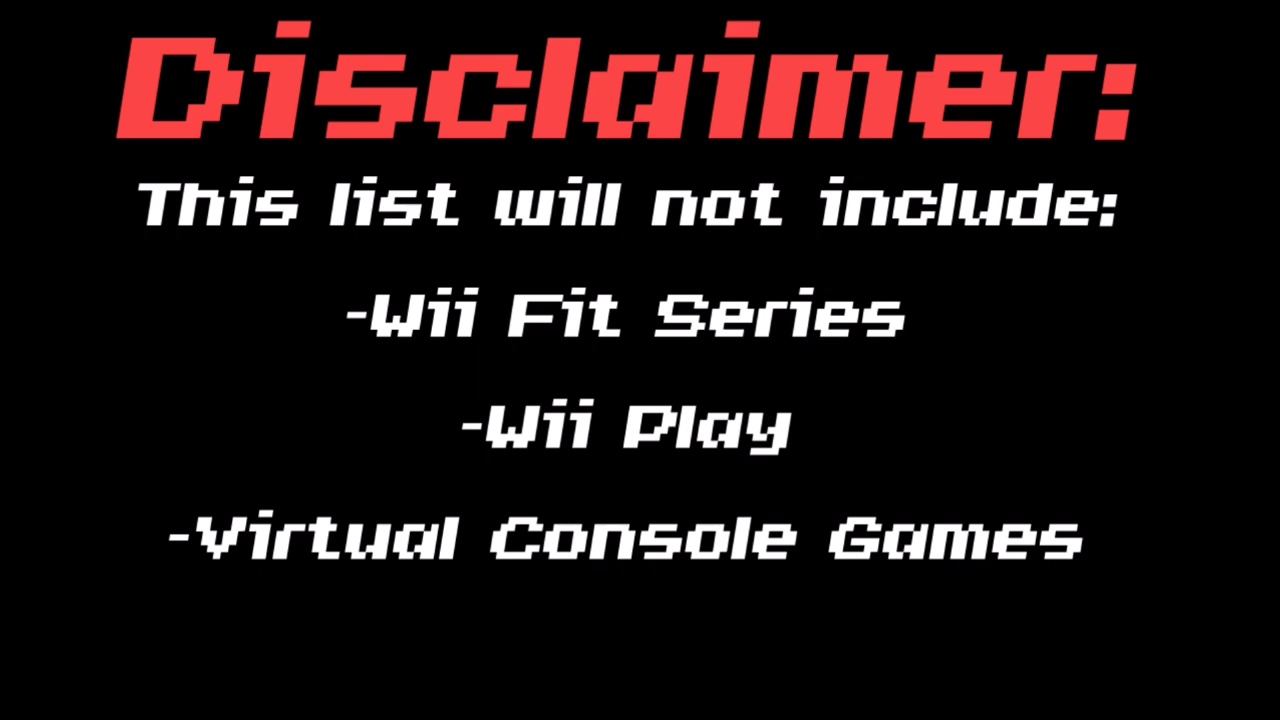 Disclaimer:
This list will not include:
-Wii Fit Series
-Wii Play
-Virtual Console Games